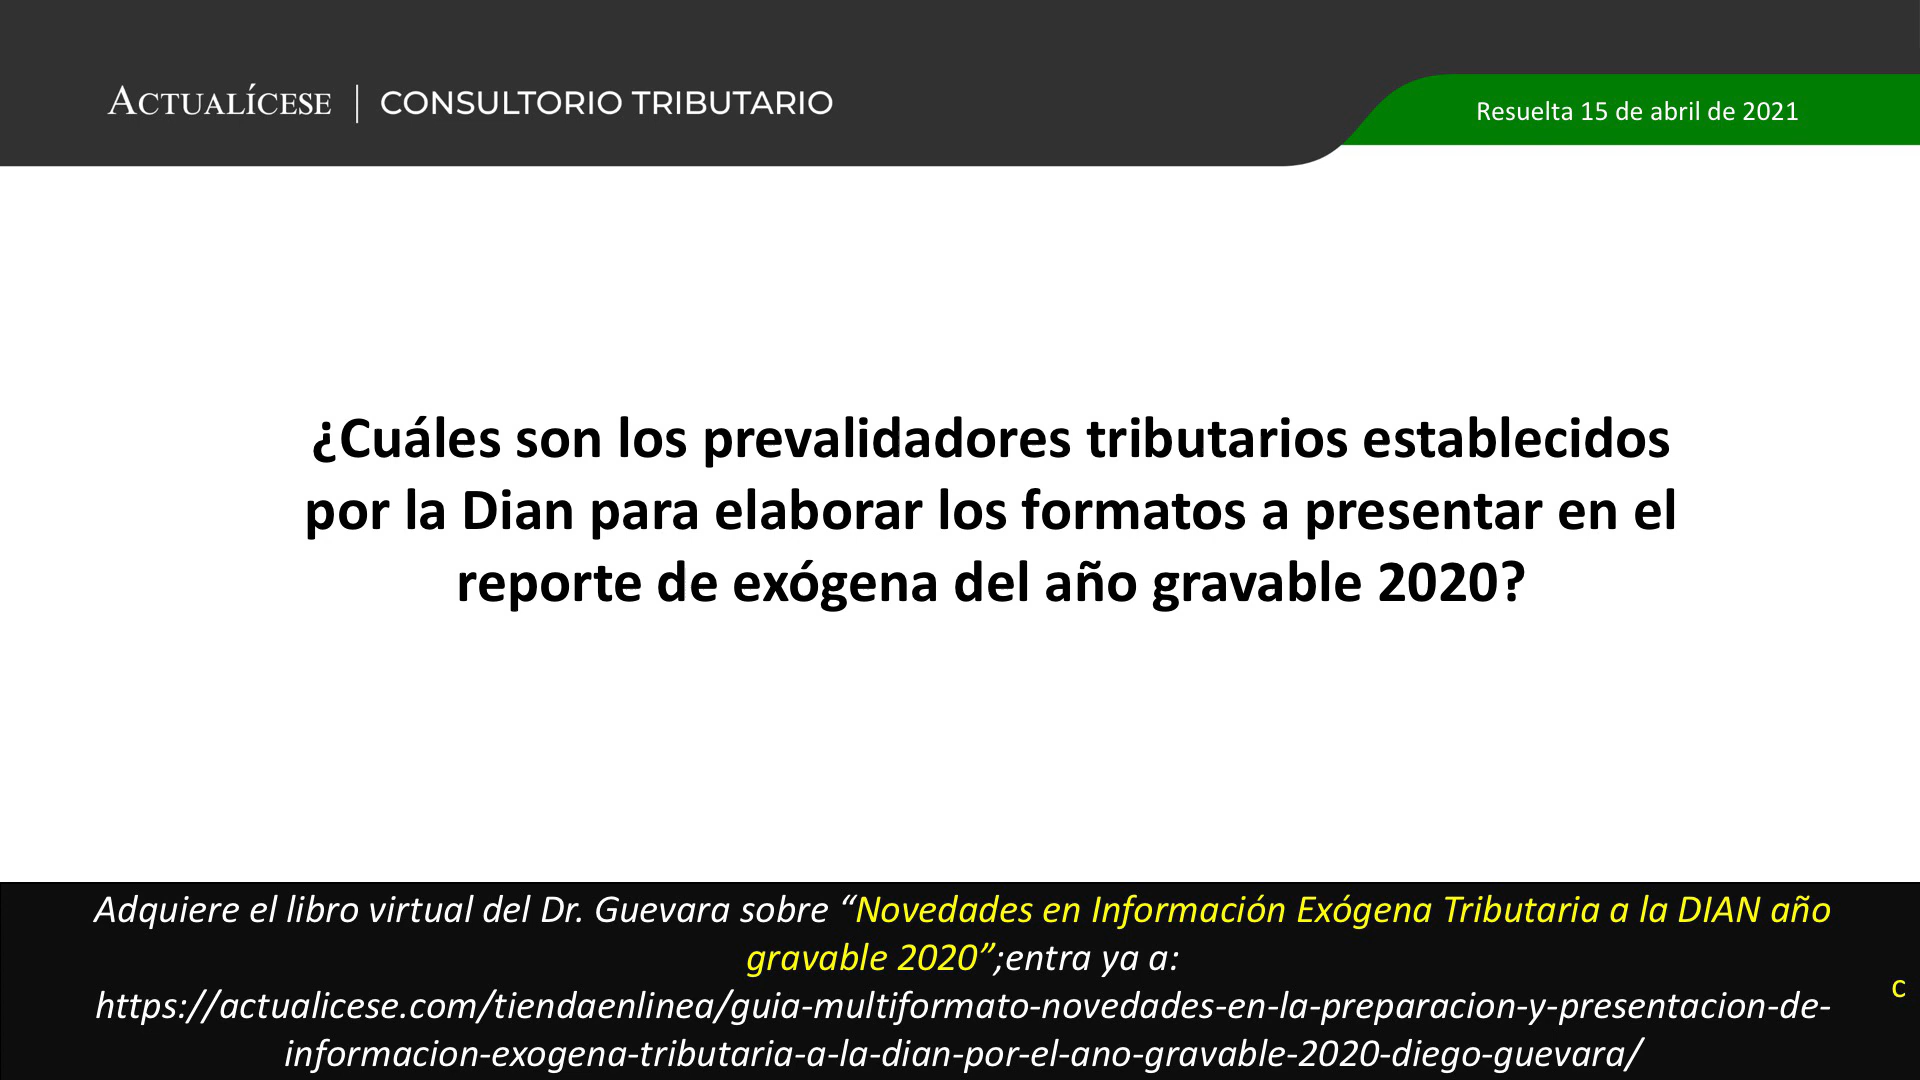 ACTUALÍCESE | CONSULTORIO TRIBUTARIO
Resuelta 15 de abril de 2021
¿Cuáles son los prevalidadores tributarios establecidos
por la Dian para elaborar los formatos a presentar en el
reporte de exógena del año gravable 2020?
Adquiere el libro virtual del Dr. Guevara sobre “Novedades en Información Exógena Tributaria a la DIAN año
gravable 2020”;entra ya a:
https://actualicese.com/tiendaenlinea/guia-multiformato-novedades-en-la-preparacion-y-presentacion-de-
informacion-exogena-tributaria-a-la-dian-por-el-ano-gravable-2020-diego-guevara/
c